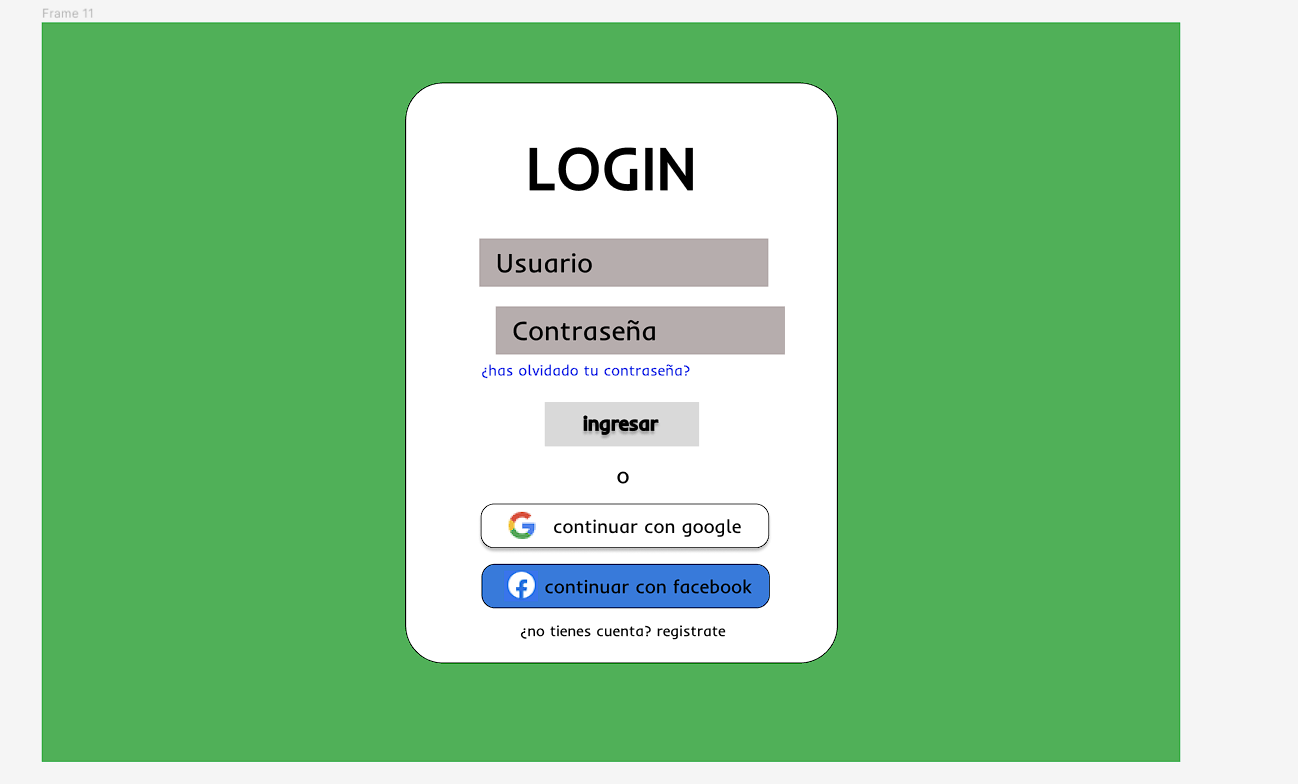 Frame 11
LOGIN
Usuario
Contraseña
¿has olvidado tu contraseña?
ingresar
o
continuar con google
continuar con facebook
¿no tienes cuenta? registrate